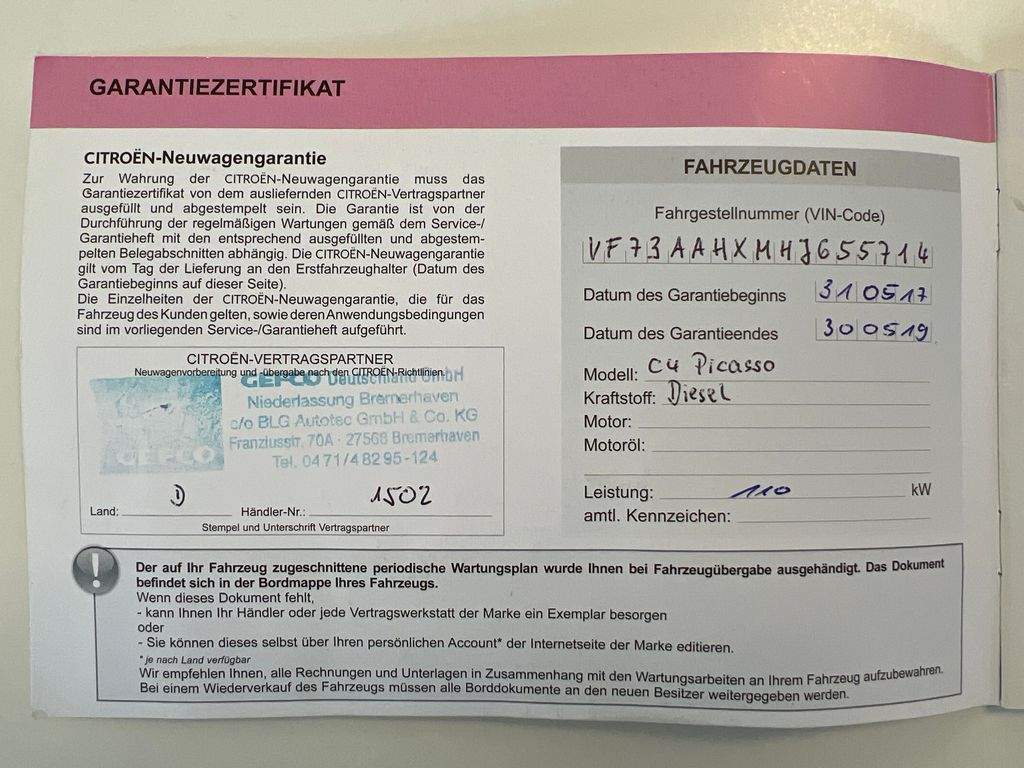 GARANTIEZERTIFIKAT
CITROËN-Neuwagengarantie
Zur Wahrung der CITROËN-Neuwagengarantie muss das
Garantiezertifikat von dem ausliefernden CITROËN-Vertragspartner
ausgefüllt und abgestempelt sein. Die Garantie ist von der
Durchführung der regelmäßigen Wartungen gemäß dem Service-/
Garantieheft mit den entsprechend ausgefüllten und abgestem-
pelten Belegabschnitten abhängig. Die CITROËN-Neuwagengarantie
gilt vom Tag der Lieferung an den Erstfahrzeughalter (Datum des
Garantiebeginns auf dieser Seite).
Die Einzelheiten der CITROËN-Neuwagengarantie, die für das
Fahrzeug des Kunden gelten, sowie deren Anwendungsbedingungen
sind im vorliegenden Service-/Garantieheft aufgeführt.
CITROËN-VERTRAGSPARTNER
Neuwagenvorbereitung und -übergabe nach den CITROËN-Richtlinien.
GEFCO Deutschland GmbH
Niederlassung Bremerhaven
c/o BLG Autotec GmbH & Co. KG
Franziusstr. 70A · 27568 Bremerhaven
Tel. 0471/48295-124
GEFCO
Land: D Händler-Nr.: 1502
Stempel und Unterschrift Vertragspartner
FAHRZEUGDATEN
Fahrgestellnummer (VIN-Code)
VF73AAHXMHJ655714
Datum des Garantiebeginns 310517
Datum des Garantieendes 300519
Modell: C4 Picasso
Kraftstoff: Diesel
Motor:
Motoröl:
Leistung: 110 kW
amtl. Kennzeichen:
!
Der auf Ihr Fahrzeug zugeschnittene periodische Wartungsplan wurde Ihnen bei Fahrzeugübergabe ausgehändigt. Das Dokument
befindet sich in der Bordmappe Ihres Fahrzeugs.
Wenn dieses Dokument fehlt,
- kann Ihnen Ihr Händler oder jede Vertragswerkstatt der Marke ein Exemplar besorgen
oder
- Sie können dieses selbst über Ihren persönlichen Account* der Internetseite der Marke editieren.
* je nach Land verfügbar
Wir empfehlen Ihnen, alle Rechnungen und Unterlagen in Zusammenhang mit den Wartungsarbeiten an Ihrem Fahrzeug aufzubewahren.
Bei einem Wiederverkauf des Fahrzeugs müssen alle Borddokumente an den neuen Besitzer weitergegeben werden.